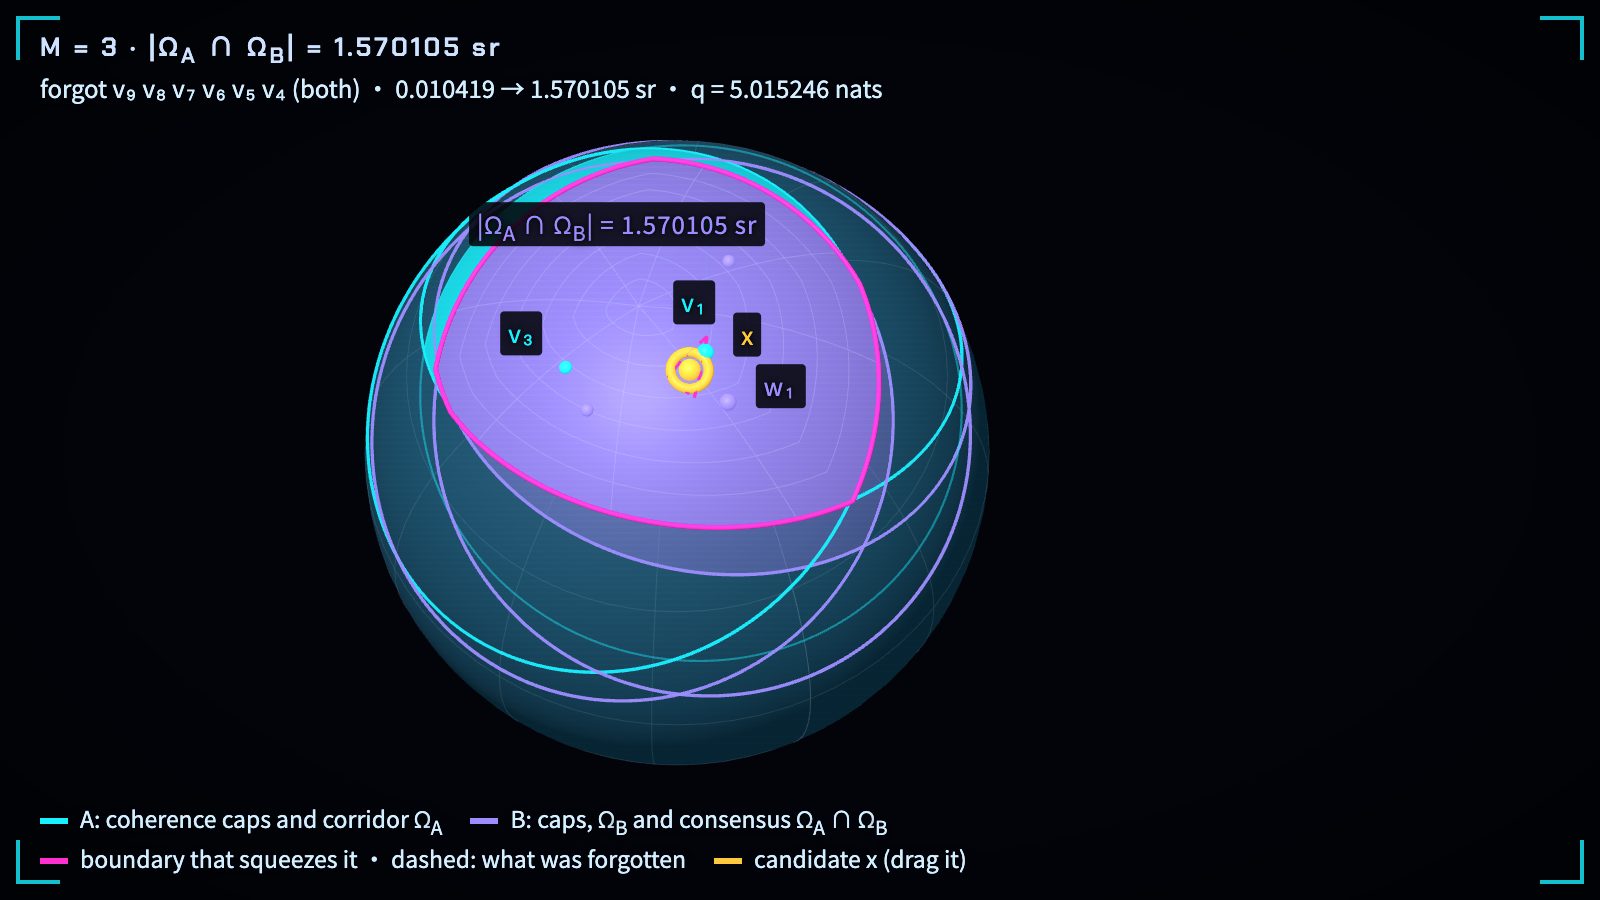 M = 3 · |Ω_A ∩ Ω_B| = 1.570105 sr
forgot v₉ v₈ v₇ v₆ v₅ v₄ (both) • 0.010419 → 1.570105 sr • q = 5.015246 nats
|Ω_A ∩ Ω_B| = 1.570105 sr
v₁
v₃
x
w₁
A: coherence caps and corridor Ω_A
B: caps, Ω_B and consensus Ω_A ∩ Ω_B
boundary that squeezes it • dashed: what was forgotten
candidate x (drag it)